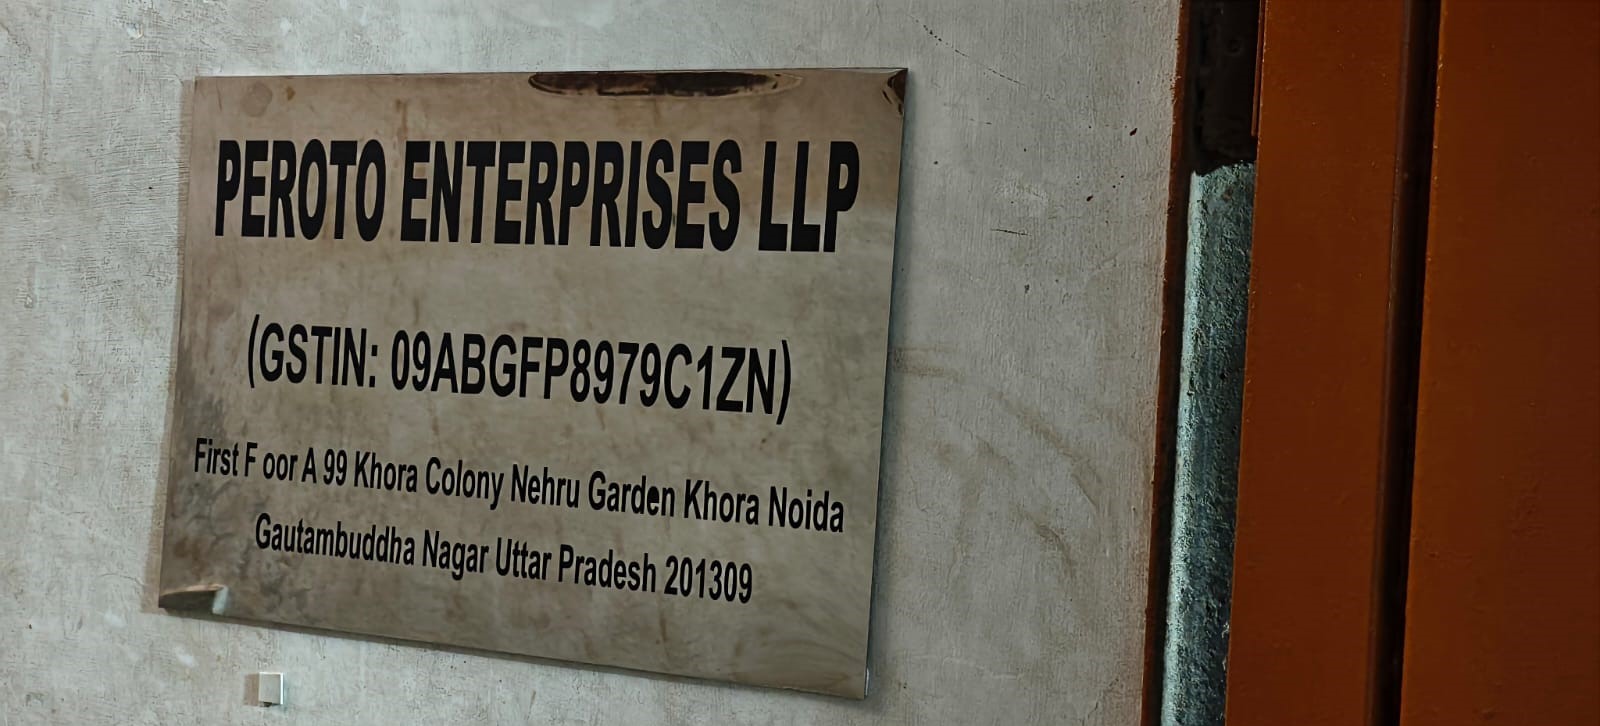 PEROTO ENTERPRISES LLP
(GSTIN: 09ABGFP8979C1ZN)
First F oor A 99 Khora Colony Nehru Garden Khora Noida
Gautambuddha Nagar Uttar Pradesh 201309